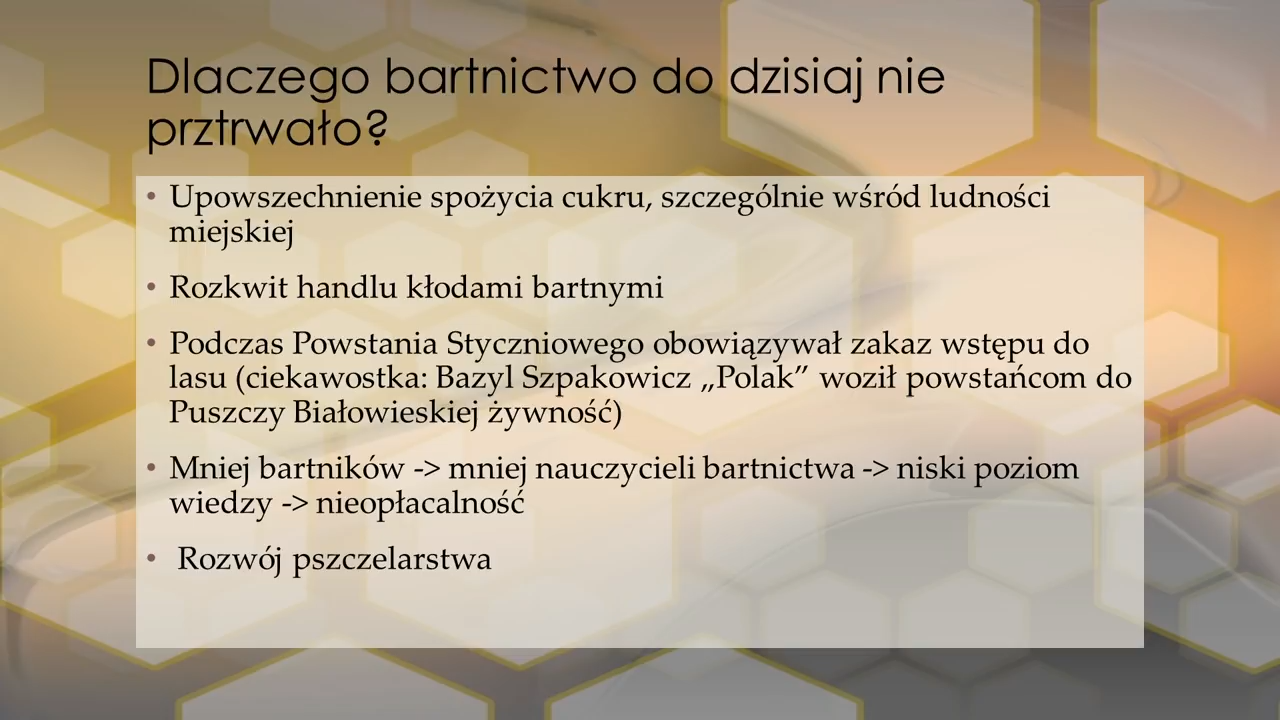 Dlaczego bartnictwo do dzisiaj nie
prztrwało?
• Upowszechnienie spożycia cukru, szczególnie wśród ludności
miejskiej
• Rozkwit handlu kłodami bartnymi
• Podczas Powstania Styczniowego obowiązywał zakaz wstępu do
lasu (ciekawostka: Bazyl Szpakowicz „Polak” woził powstańcom do
Puszczy Białowieskiej żywność)
• Mniej bartników -> mniej nauczycieli bartnictwa -> niski poziom
wiedzy -> nieopłacalność
• Rozwój pszczelarstwa